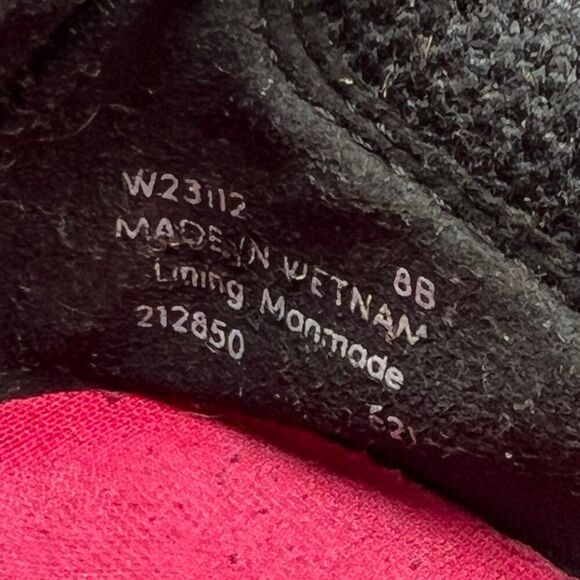 W23112
8B
MADE IN VIETNAM
Lining Manmade
212850